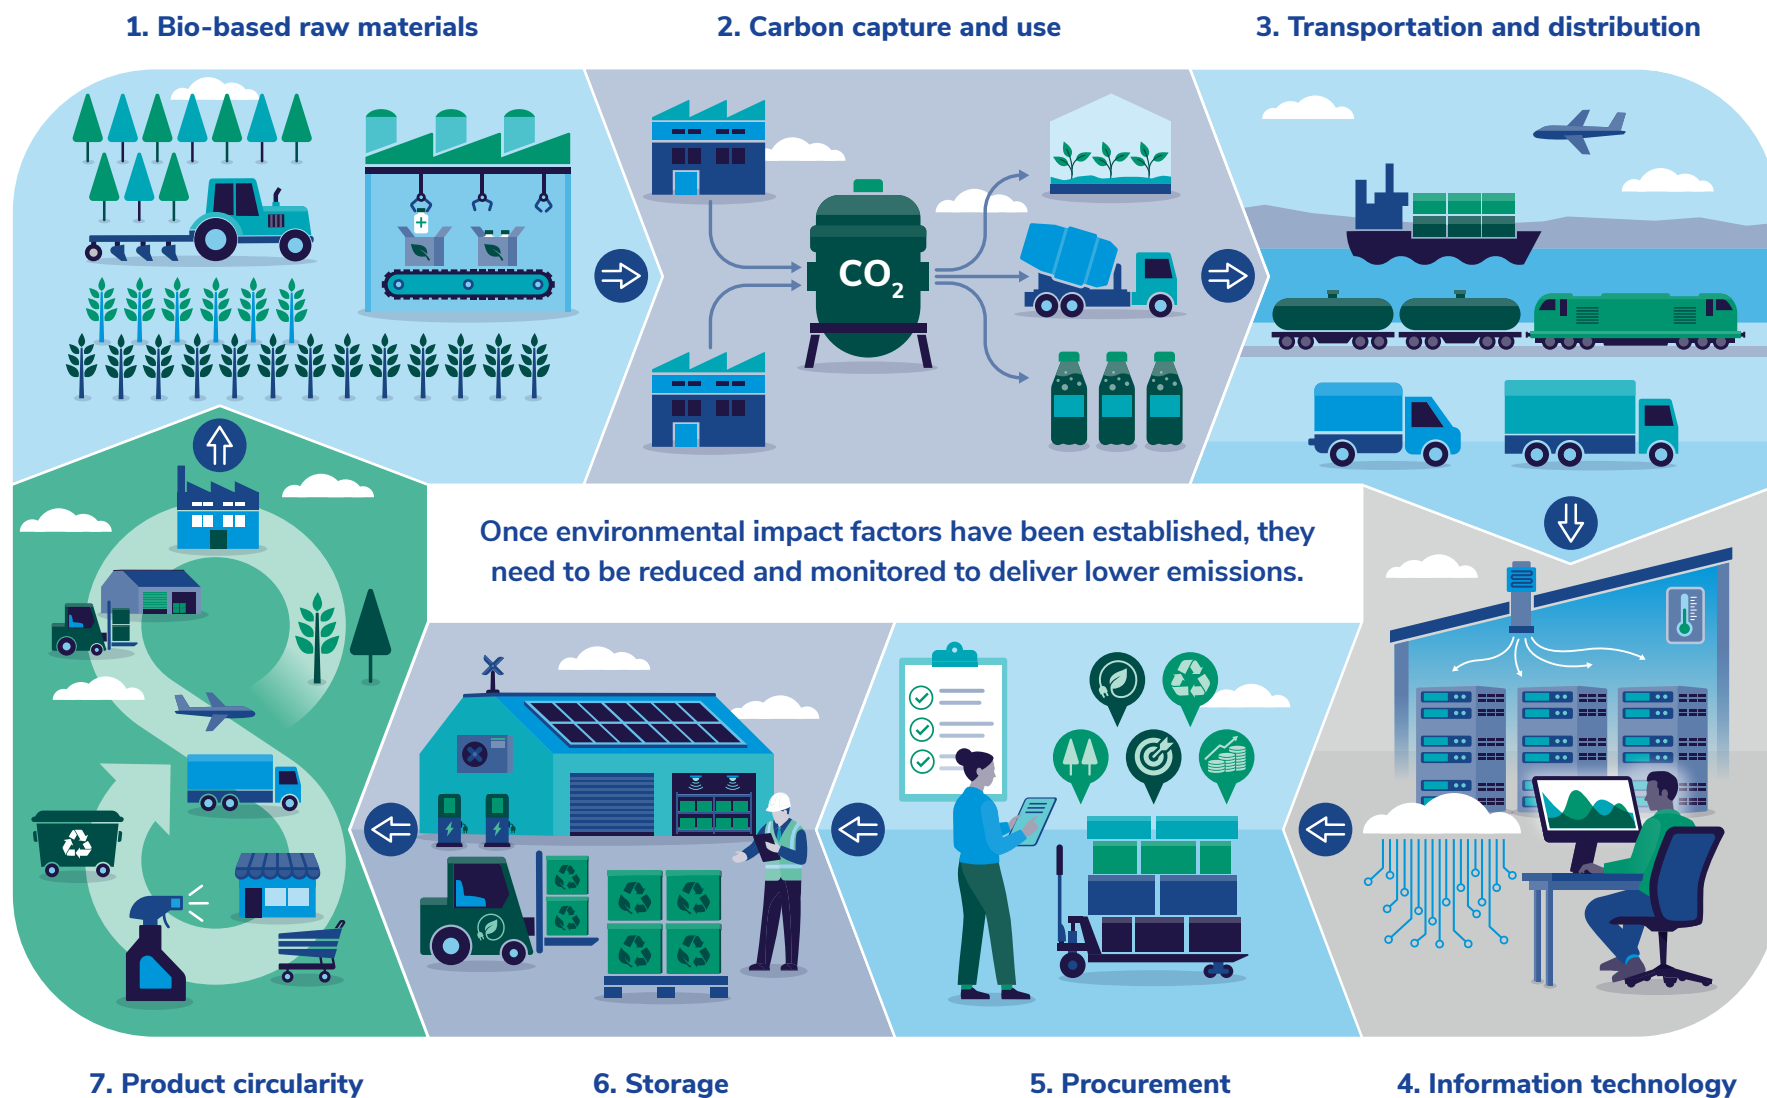 1. Bio-based raw materials
2. Carbon capture and use
3. Transportation and distribution
CO2
Once environmental impact factors have been established, they
need to be reduced and monitored to deliver lower emissions.
7. Product circularity
6. Storage
5. Procurement
4. Information technology